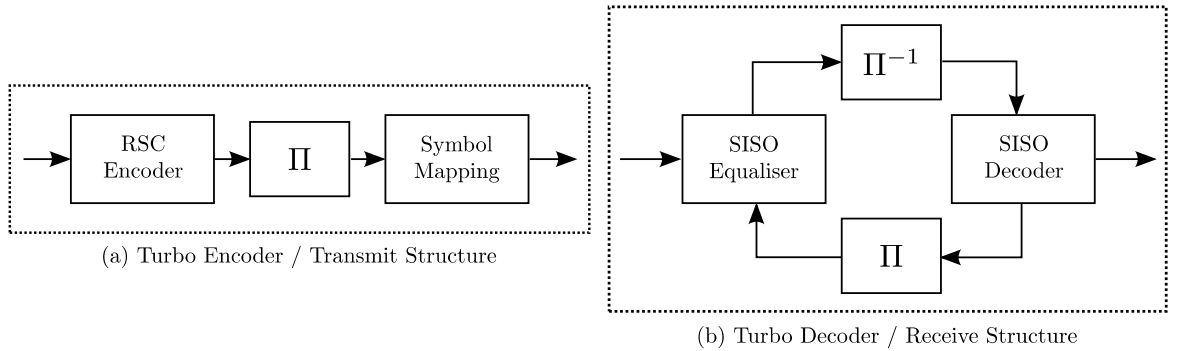 RSC
Encoder
Π
Symbol
Mapping
(a) Turbo Encoder / Transmit Structure
Π⁻¹
SISO
Equaliser
SISO
Decoder
Π
(b) Turbo Decoder / Receive Structure